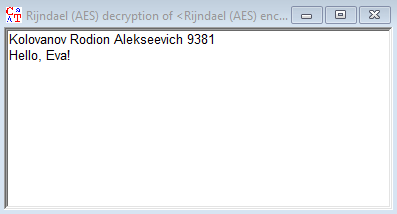 Rijndael (AES) decryption of <Rijndael (AES) enc...
Kolovanov Rodion Alekseevich 9381
Hello, Eva!